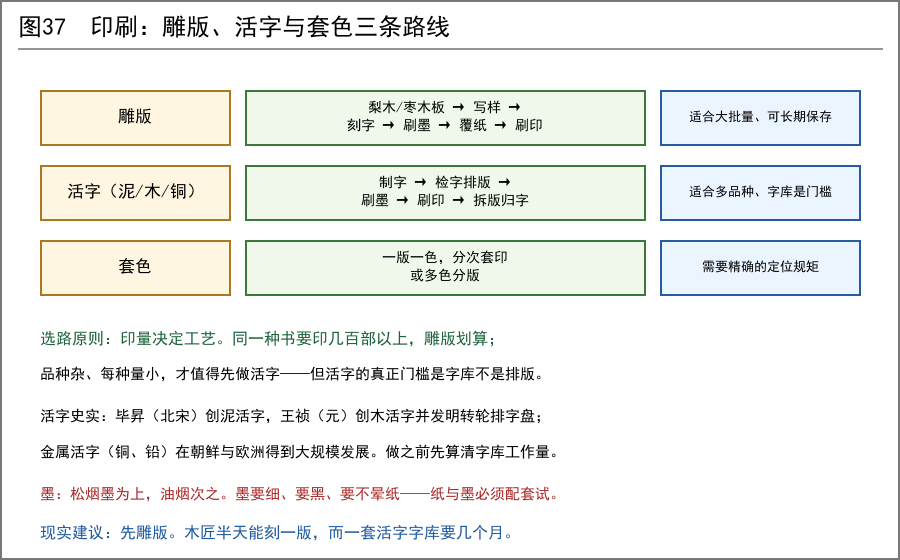 图37　印刷：雕版、活字与套色三条路线
雕版
梨木/枣木板 → 写样 →
刻字 → 刷墨 → 覆纸 → 刷印
适合大批量、可长期保存
活字（泥/木/铜）
制字 → 检字排版 →
刷墨 → 刷印 → 拆版归字
适合多品种、字库是门槛
套色
一版一色，分次套印
或多色分版
需要精确的定位规矩
选路原则：印量决定工艺。同一种书要印几百部以上，雕版划算；
品种杂、每种量小，才值得先做活字——但活字的真正门槛是字库不是排版。
活字史实：毕昇（北宋）创泥活字，王祯（元）创木活字并发明转轮排字盘；
金属活字（铜、铅）在朝鲜与欧洲得到大规模发展。做之前先算清字库工作量。
墨：松烟墨为上，油烟次之。墨要细、要黑、要不晕纸——纸与墨必须配套试。
现实建议：先雕版。木匠半天能刻一版，而一套活字字库要几个月。